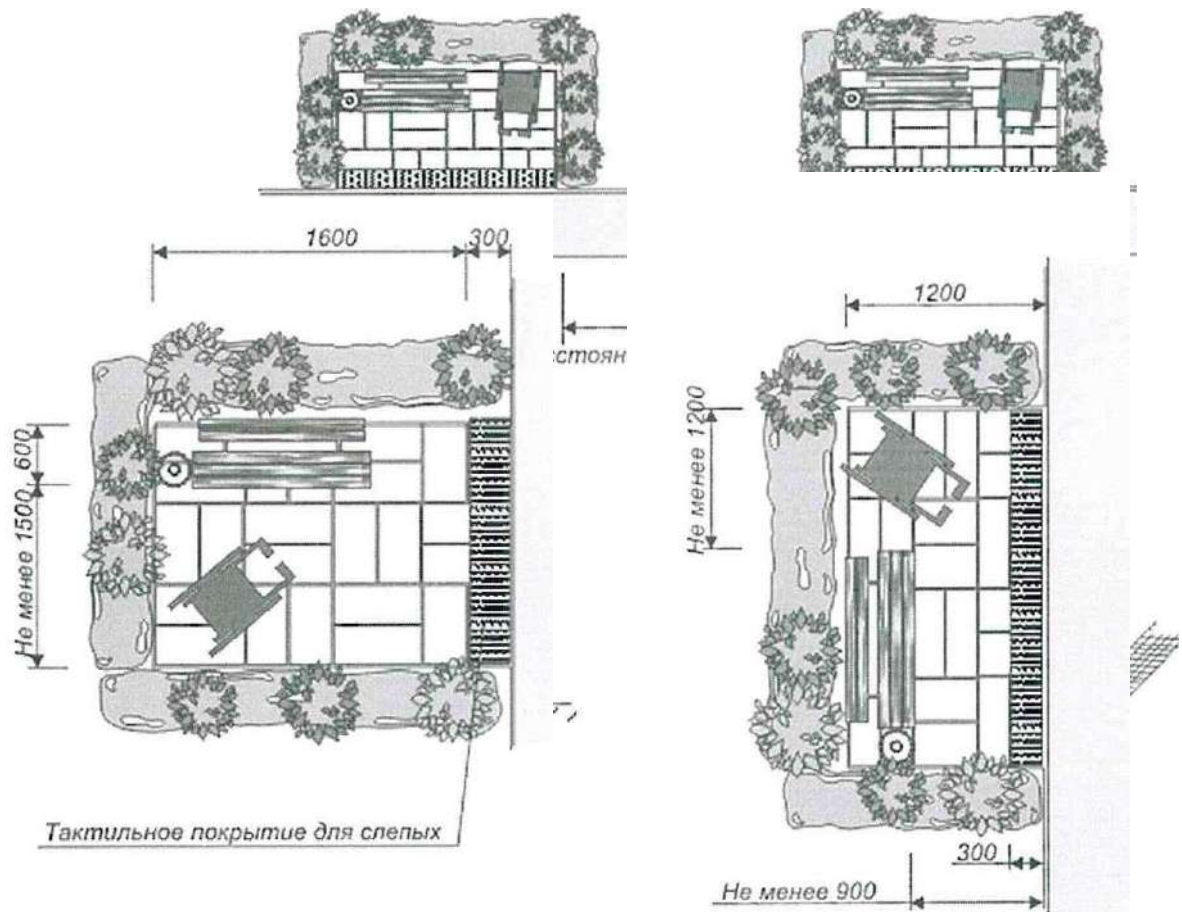 1600
300
1200
стоян
600
Не менее 1500
Не менее 1200
Тактильное покрытие для слепых
300
Не менее 900